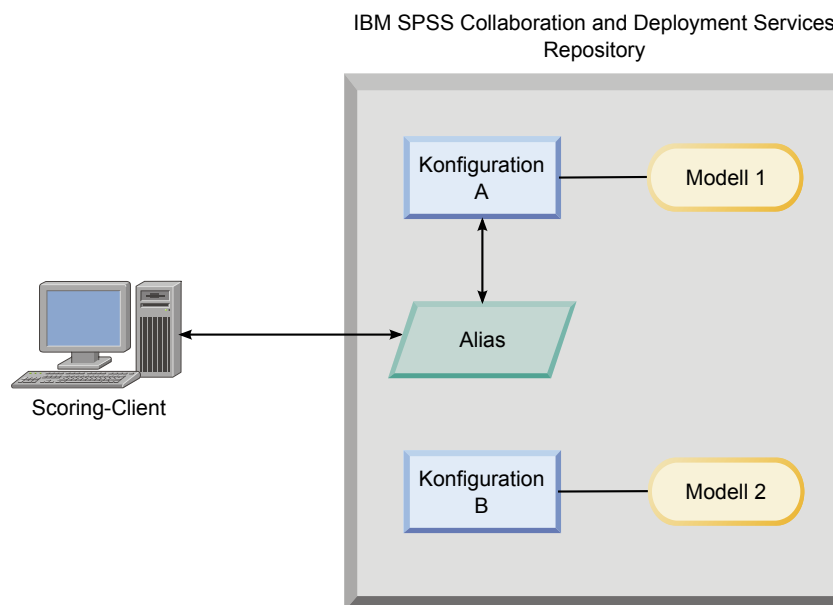 IBM SPSS Collaboration and Deployment Services
Repository
Konfiguration
A
Modell 1
Alias
Scoring-Client
Konfiguration
B
Modell 2